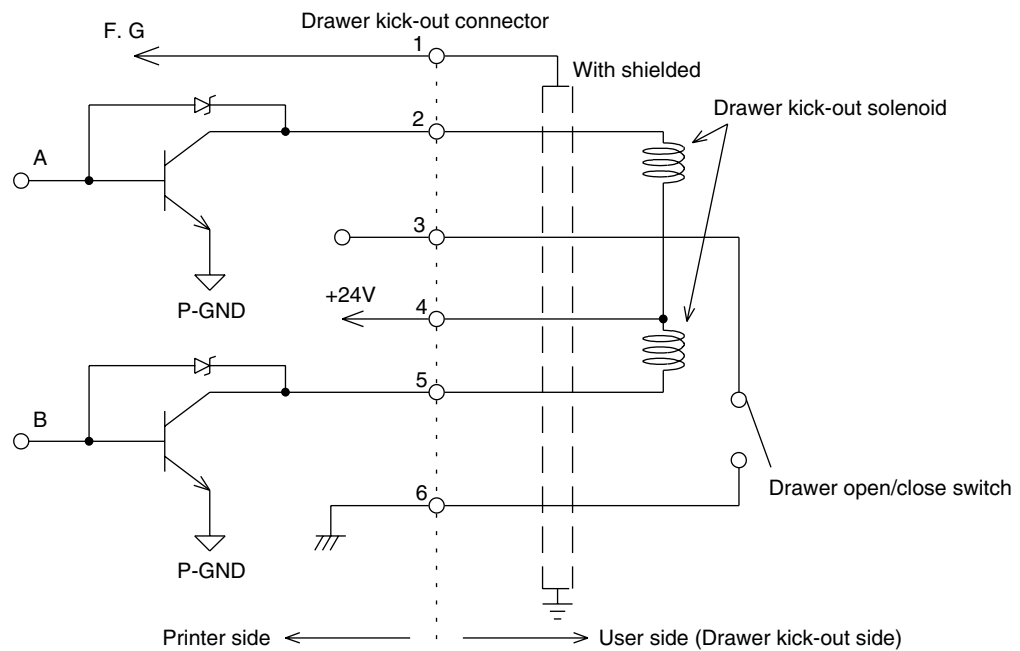 Drawer kick-out connector
F. G
1
With shielded
2
Drawer kick-out solenoid
A
3
P-GND
+24V
4
5
B
6
Drawer open/close switch
P-GND
Printer side
User side (Drawer kick-out side)